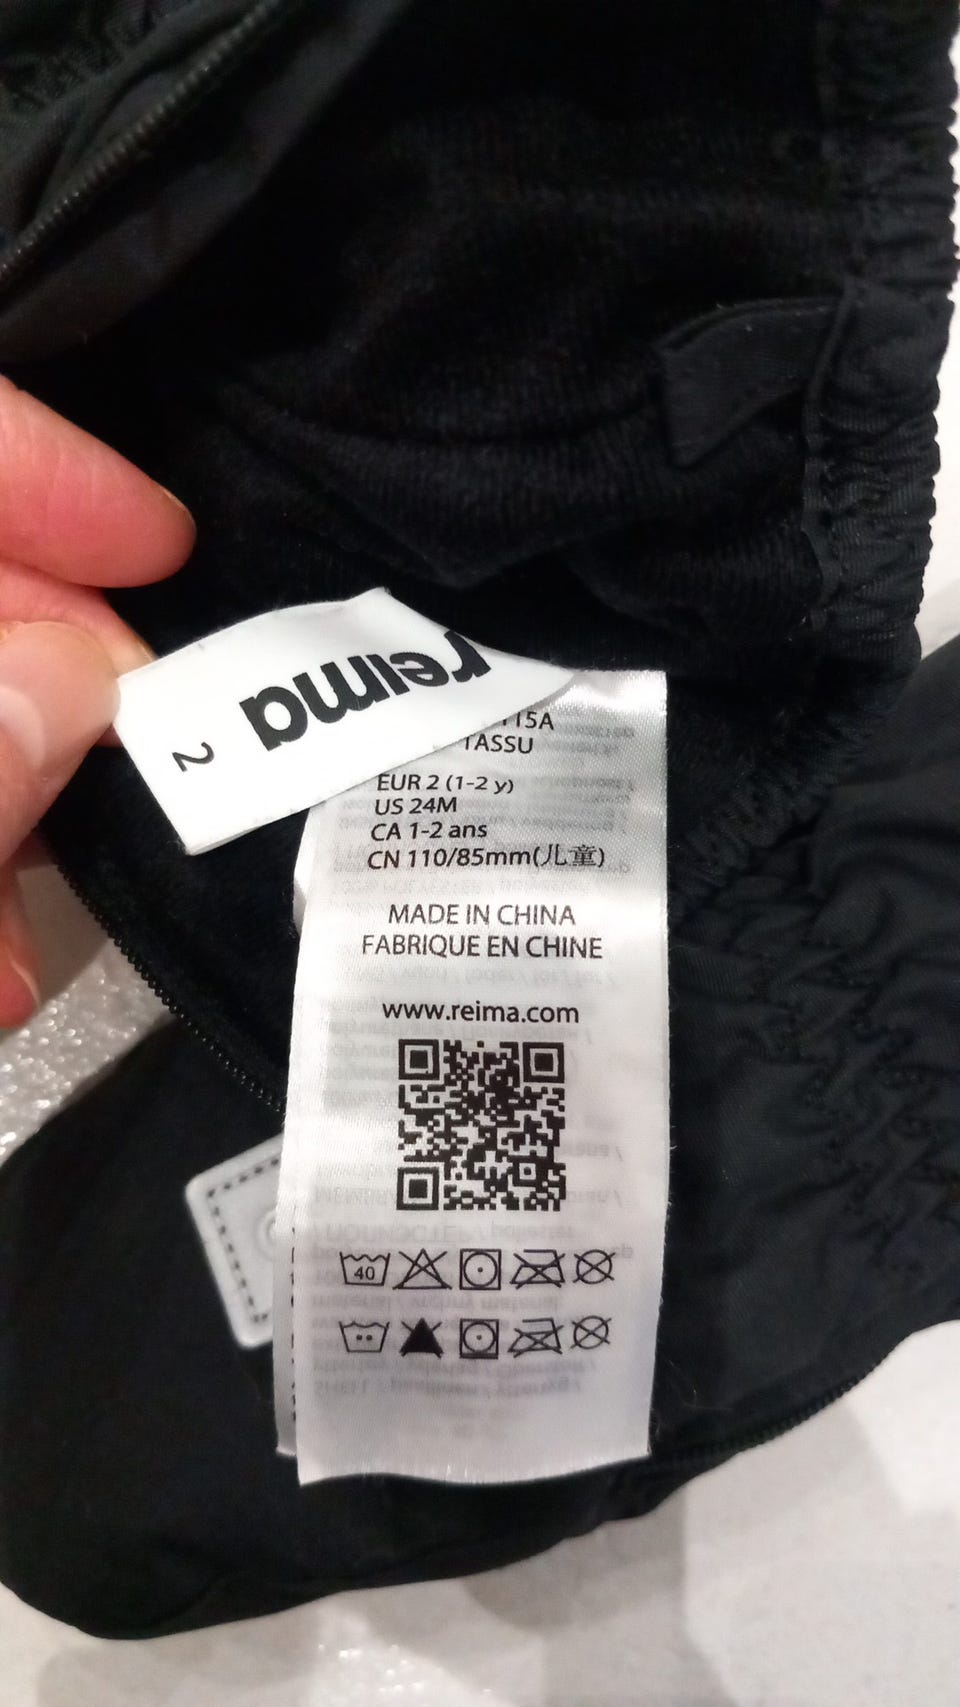 reima
2
115A
TASSU
EUR 2 (1-2 y)
US 24M
CA 1-2 ans
CN 110/85mm(儿童)
MADE IN CHINA
FABRIQUE EN CHINE
www.reima.com
40